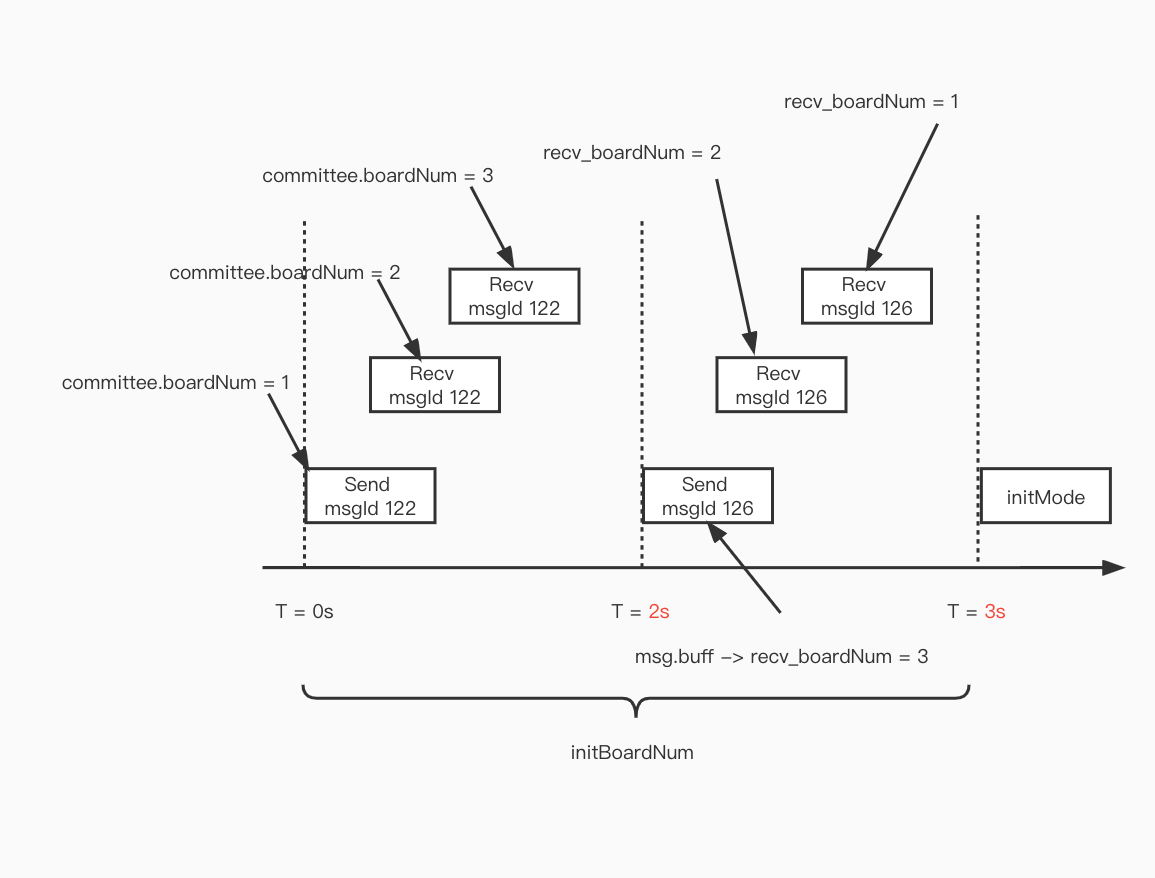 recv_boardNum = 1
recv_boardNum = 2
committee.boardNum = 3
committee.boardNum = 2
Recv
msgId 122
Recv
msgId 126
Recv
msgId 122
Recv
msgId 126
committee.boardNum = 1
Send
msgId 122
Send
msgId 126
initMode
T = 0s
T = 2s
T = 3s
msg.buff –> recv_boardNum = 3
initBoardNum